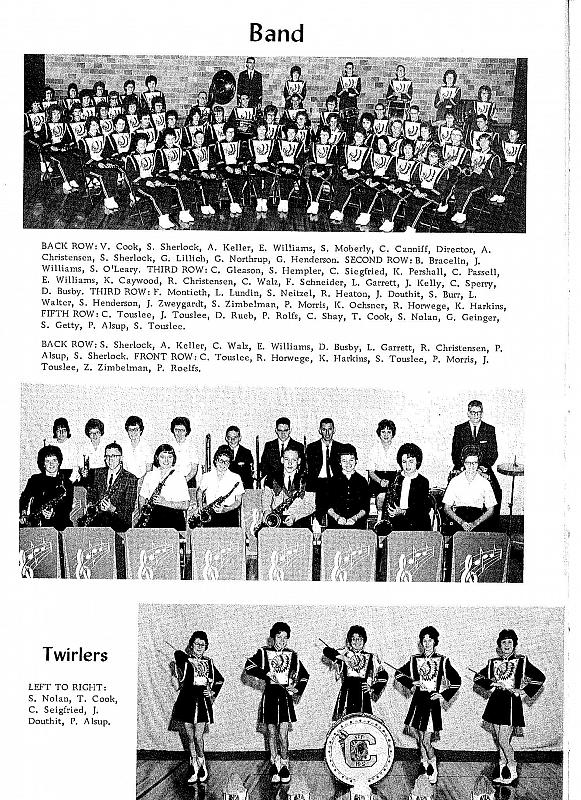 Band
BACK ROW: V. Cook, S. Sherlock, A. Keller, E. Williams, S. Moberly, C. Canniff, Director, A.
Christensen, S. Sherlock, G. Lillich, G. Northrup, G. Henderson. SECOND ROW: B. Bracelin, J.
Williams, S. O'Leary. THIRD ROW: C. Gleason, S. Hempler, C. Siegfried, K. Pershall, C. Passell,
E. Williams, K. Caywood, R. Christensen, C. Walz, F. Schneider, L. Garrett, J. Kelly, C. Sperry,
D. Busby. THIRD ROW: F. Montieth, L. Lundin, S. Neitzel, R. Heaton, J. Douthit, S. Burr, L.
Walter, S. Henderson, J. Zweygardt, S. Zimbelman, P. Morris, K. Ochsner, R. Horwege, K. Harkins,
FIFTH ROW: C. Touslee, J. Touslee, D. Rueb, P. Rolfs, C. Shay, T. Cook, S. Nolan, G. Geinger,
S. Getty, P. Alsup, S. Touslee.
BACK ROW: S. Sherlock, A. Keller, C. Walz, E. Williams, D. Busby, L. Garrett, R. Christensen, P.
Alsup, S. Sherlock. FRONT ROW: C. Touslee, R. Horwege, K. Harkins, S. Touslee, P. Morris, J.
Touslee, Z. Zimbelman, P. Roelfs.
Twirlers
LEFT TO RIGHT:
S. Nolan, T. Cook,
C. Seigfried, J.
Douthit, P. Alsup.
C